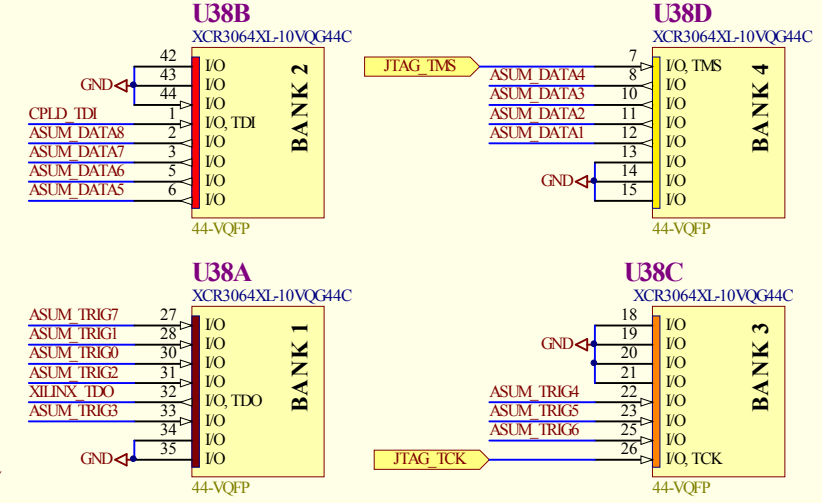 U38B
XCR3064XL-10VQG44C
42 I/O
43 I/O
GND
44 I/O
CPLD_TDI 1 I/O, TDI
ASUM_DATA8 2 I/O
ASUM_DATA7 3 I/O
ASUM_DATA6 5 I/O
ASUM_DATA5 6 I/O
BANK 2
44-VQFP
U38D
XCR3064XL-10VQG44C
JTAG_TMS 7 I/O, TMS
ASUM_DATA4 8 I/O
ASUM_DATA3 10 I/O
ASUM_DATA2 11 I/O
ASUM_DATA1 12 I/O
13 I/O
GND 14 I/O
15 I/O
BANK 4
44-VQFP
U38A
XCR3064XL-10VQG44C
ASUM_TRIG7 27 I/O
ASUM_TRIG1 28 I/O
ASUM_TRIG0 30 I/O
ASUM_TRIG2 31 I/O
XILINX_TDO 32 I/O, TDO
ASUM_TRIG3 33 I/O
34 I/O
GND 35 I/O
BANK 1
44-VQFP
U38C
XCR3064XL-10VQG44C
18 I/O
GND 19 I/O
20 I/O
21 I/O
ASUM_TRIG4 22 I/O
ASUM_TRIG5 23 I/O
ASUM_TRIG6 25 I/O
JTAG_TCK 26 I/O, TCK
BANK 3
44-VQFP